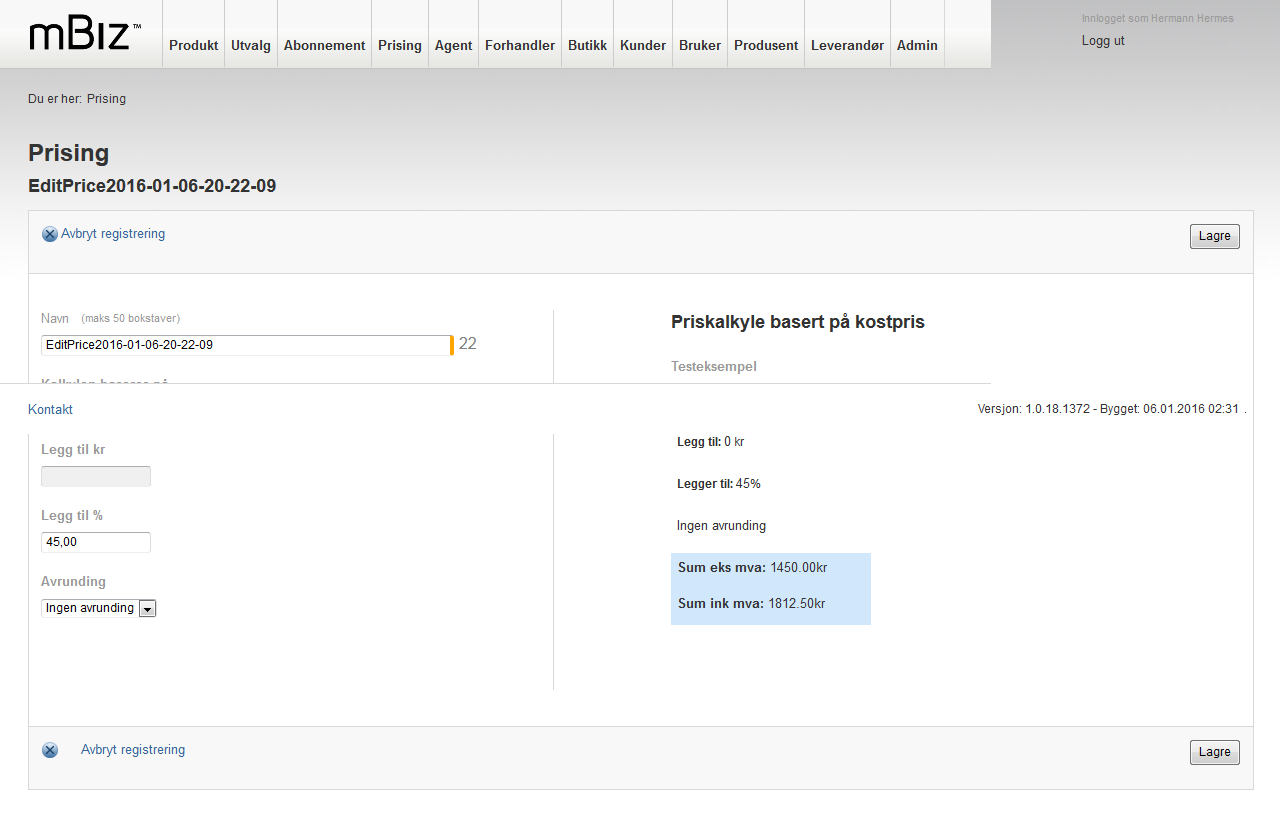 mBIZ™
Produkt Utvalg Abonnement Prising Agent Forhandler Butikk Kunder Bruker Produsent Leverandør Admin
Innlogget som Hermann Hermes
Logg ut
Du er her: Prising
Prising
EditPrice2016-01-06-20-22-09
Avbryt registrering
Lagre
Navn (maks 50 bokstaver)
EditPrice2016-01-06-20-22-09 22
Priskalkyle basert på kostpris
Testeksempel
Kontakt
Versjon: 1.0.18.1372 - Bygget: 06.01.2016 02:31 .
Legg til kr
Legg til %
45,00
Avrunding
Ingen avrunding
Legg til: 0 kr
Legger til: 45%
Ingen avrunding
Sum eks mva: 1450.00kr
Sum ink mva: 1812.50kr
Avbryt registrering
Lagre